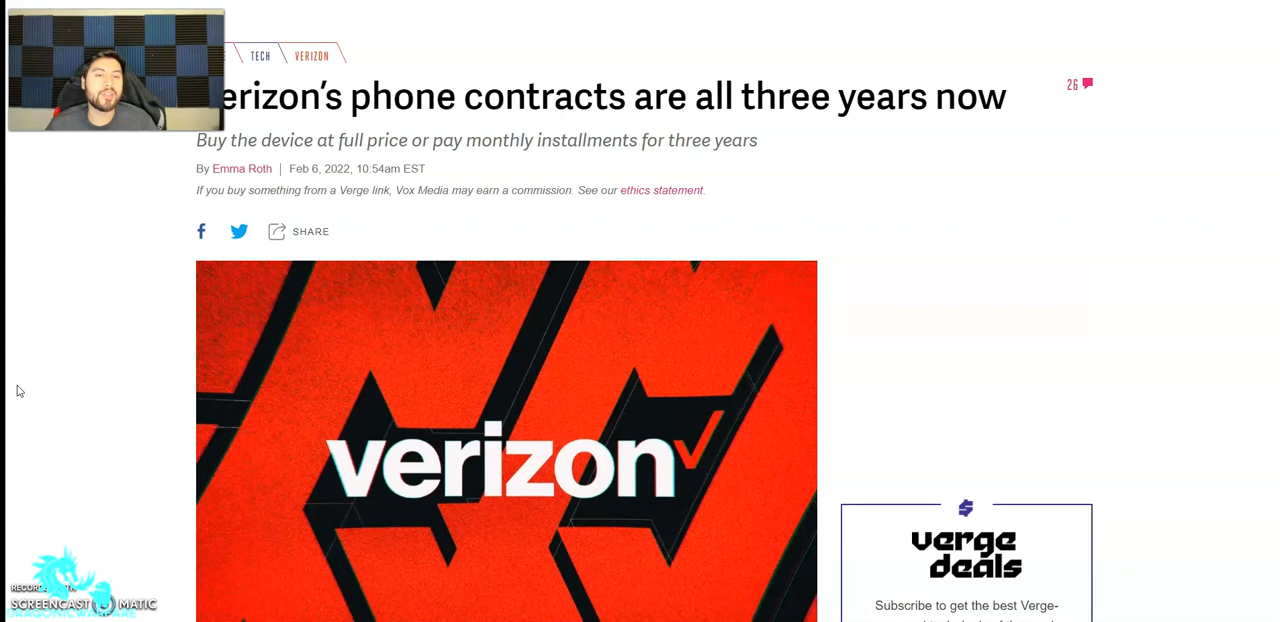 TECH
VERIZON
erizon's phone contracts are all three years now
26
Buy the device at full price or pay monthly installments for three years
By Emma Roth | Feb 6, 2022, 10:54am EST
If you buy something from a Verge link, Vox Media may earn a commission. See our ethics statement.
SHARE
verizon
verge
deals
Subscribe to get the best Verge-
SCREENCAST MATIC
DRAGONICWARFARE